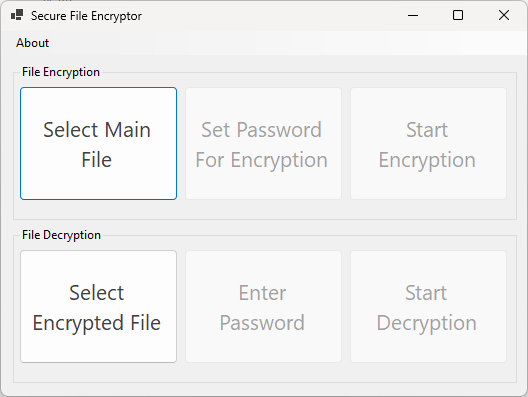 Secure File Encryptor
About
File Encryption
Select Main
File
Set Password
For Encryption
Start
Encryption
File Decryption
Select
Encrypted File
Enter
Password
Start
Decryption